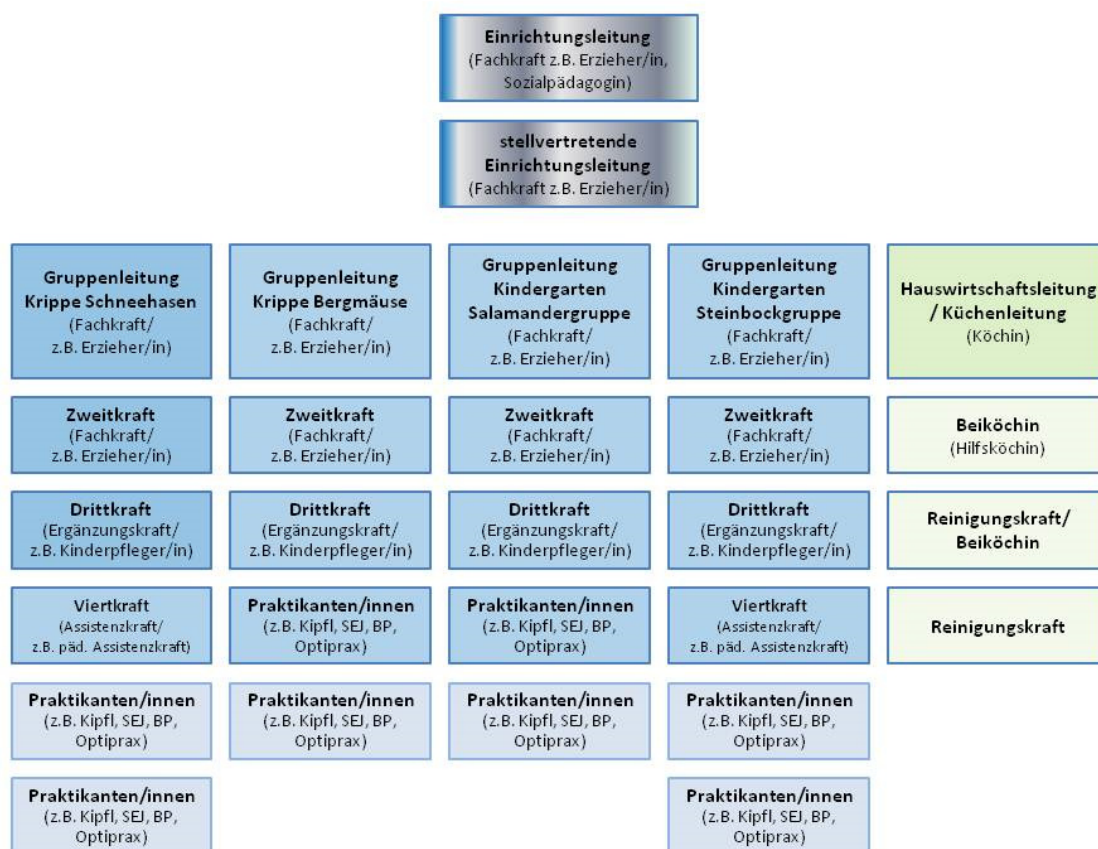 Einrichtungsleitung
(Fachkraft z.B. Erzieher/in,
Sozialpädagogin)
stellvertretende
Einrichtungsleitung
(Fachkraft z.B. Erzieher/in)
Gruppenleitung
Krippe Schneehasen
(Fachkraft/
z.B. Erzieher/in)
Gruppenleitung
Krippe Bergmäuse
(Fachkraft/
z.B. Erzieher/in)
Gruppenleitung
Kindergarten
Salamandergruppe
(Fachkraft/
z.B. Erzieher/in)
Gruppenleitung
Kindergarten
Steinbockgruppe
(Fachkraft/
z.B. Erzieher/in)
Hauswirtschaftsleitung
/ Küchenleitung
(Köchin)
Zweitkraft
(Fachkraft/
z.B. Erzieher/in)
Zweitkraft
(Fachkraft/
z.B. Erzieher/in)
Zweitkraft
(Fachkraft/
z.B. Erzieher/in)
Zweitkraft
(Fachkraft/
z.B. Erzieher/in)
Beiköchin
(Hilfsköchin)
Drittkraft
(Ergänzungskraft/
z.B. Kinderpfleger/in)
Drittkraft
(Ergänzungskraft/
z.B. Kinderpfleger/in)
Drittkraft
(Ergänzungskraft/
z.B. Kinderpfleger/in)
Drittkraft
(Ergänzungskraft/
z.B. Kinderpfleger/in)
Reinigungskraft/
Beiköchin
Viertkraft
(Assistenzkraft/
z.B. päd. Assistenzkraft)
Praktikanten/innen
(z.B. Kipfl, SEJ, BP,
Optiprax)
Praktikanten/innen
(z.B. Kipfl, SEJ, BP,
Optiprax)
Viertkraft
(Assistenzkraft/
z.B. päd. Assistenzkraft)
Reinigungskraft
Praktikanten/innen
(z.B. Kipfl, SEJ, BP,
Optiprax)
Praktikanten/innen
(z.B. Kipfl, SEJ, BP,
Optiprax)
Praktikanten/innen
(z.B. Kipfl, SEJ, BP,
Optiprax)
Praktikanten/innen
(z.B. Kipfl, SEJ, BP,
Optiprax)
Praktikanten/innen
(z.B. Kipfl, SEJ, BP,
Optiprax)
Praktikanten/innen
(z.B. Kipfl, SEJ, BP,
Optiprax)